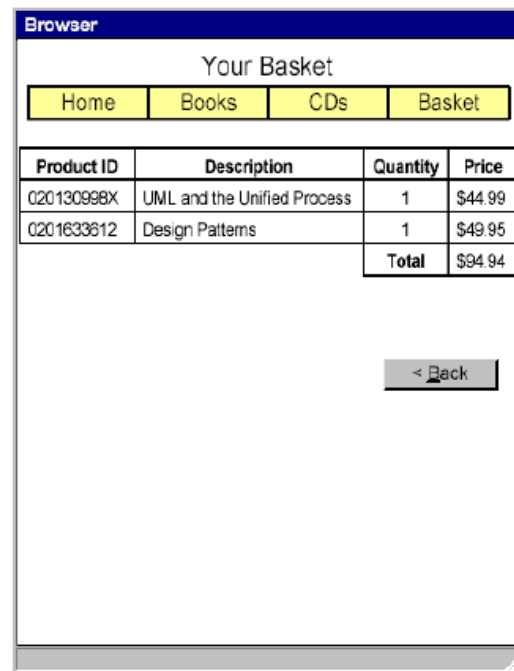 Browser
Your Basket
Home Books CDs Basket
Product ID Description Quantity Price
020130998X UML and the Unified Process 1 $44.99
0201633612 Design Patterns 1 $49.95
Total $94.94
< Back